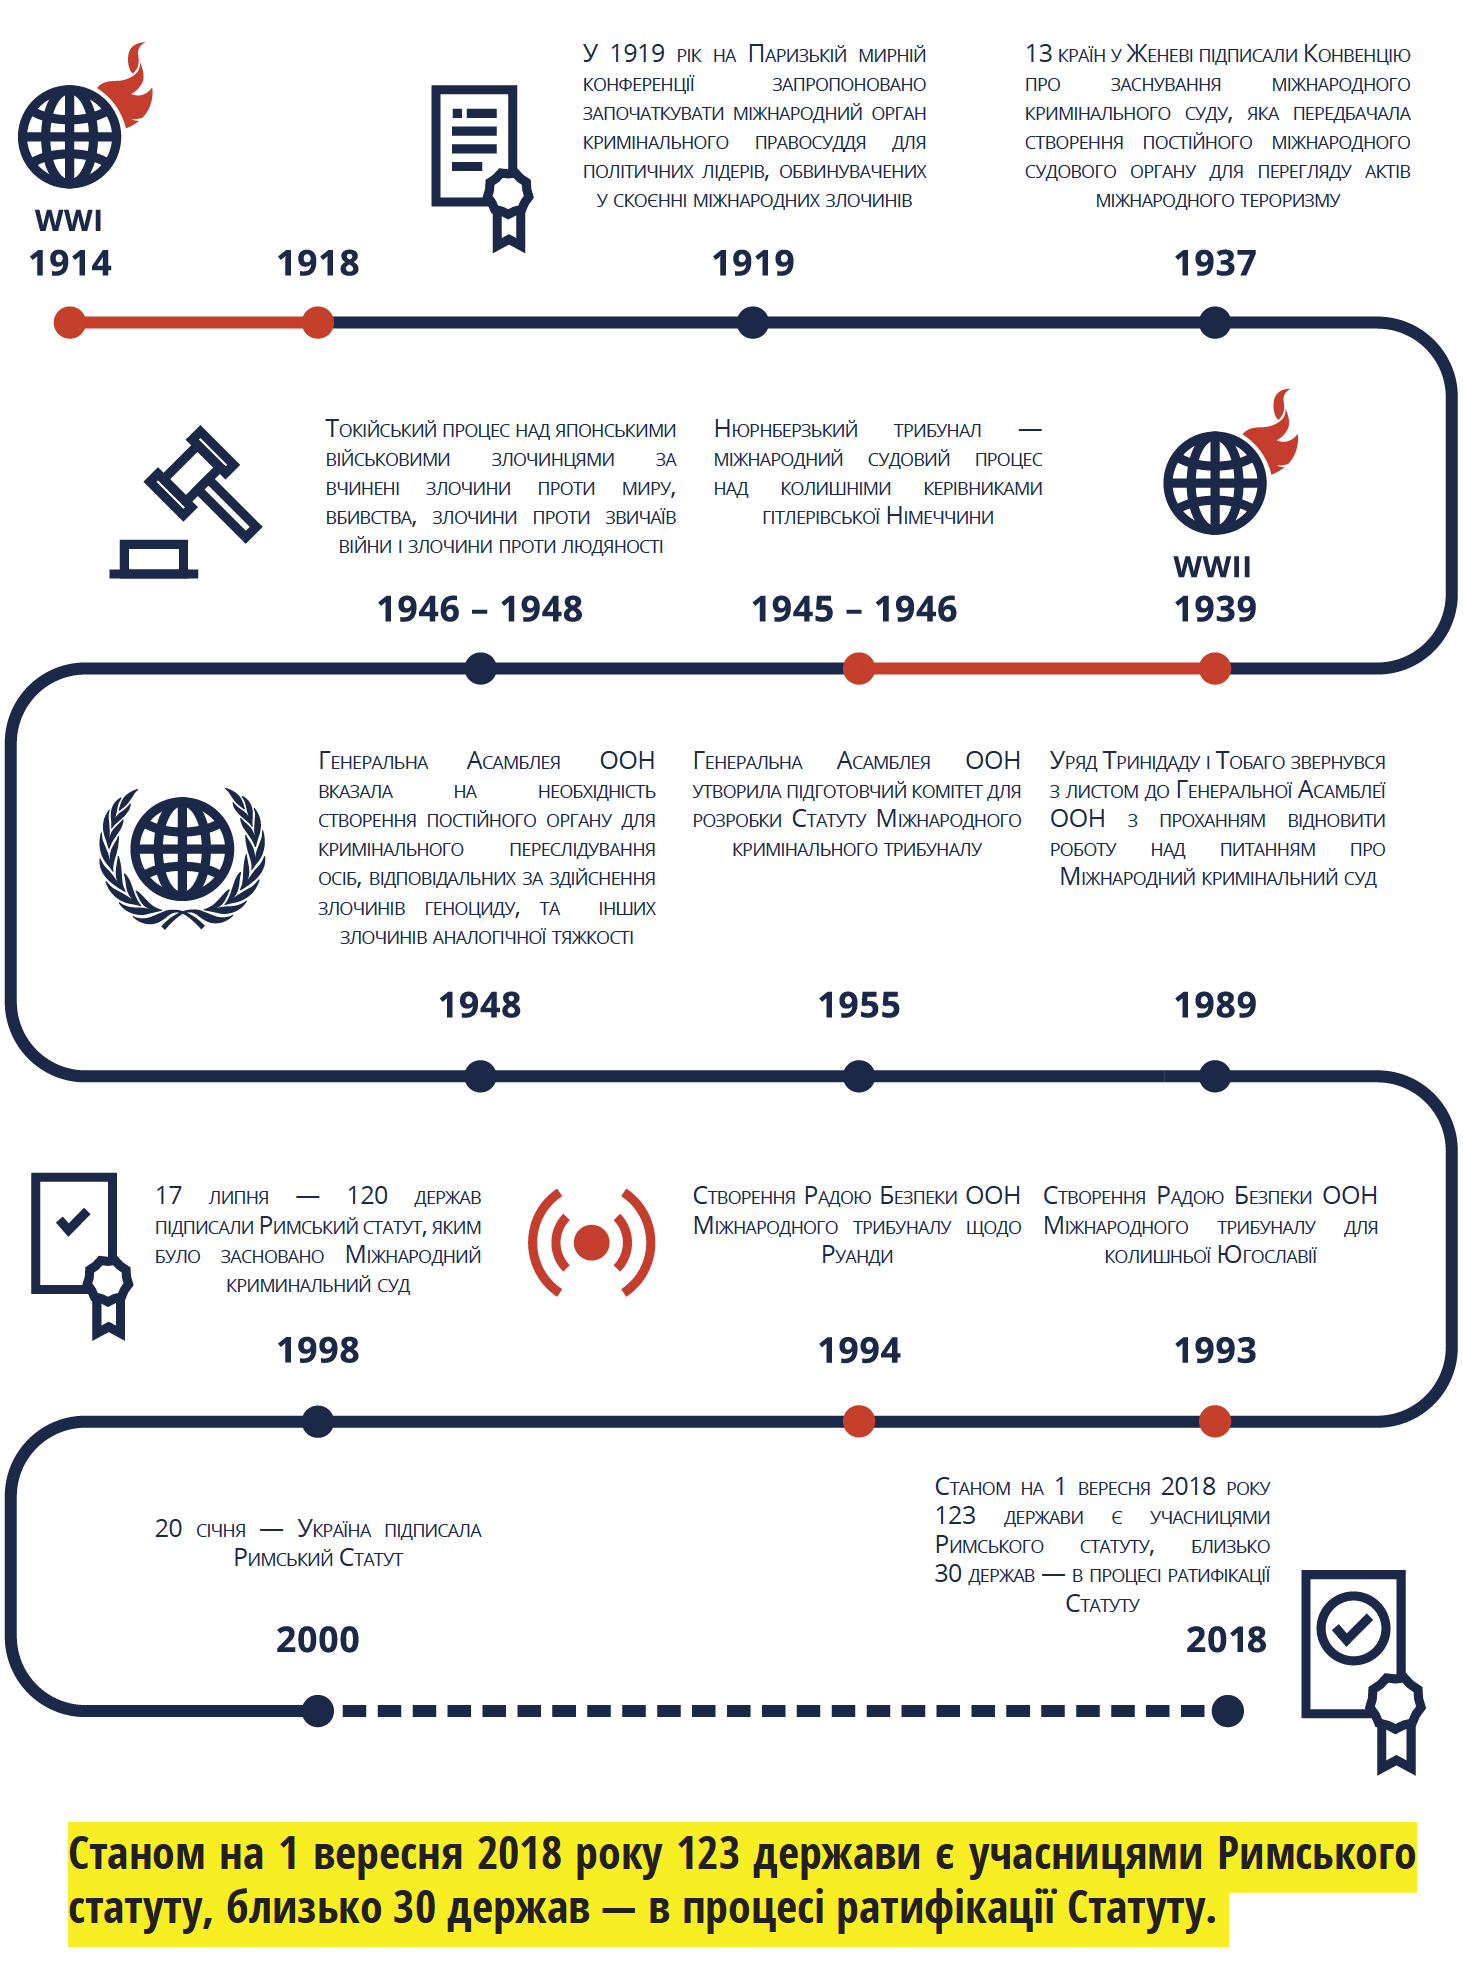 У 1919 рік на Паризькій мирній
конференції запропоновано
започаткувати міжнародний орган
кримінального правосуддя для
політичних лідерів, обвинувачених
у скоєнні міжнародних злочинів
13 країн у Женеві підписали Конвенцію
про заснування міжнародного
кримінального суду, яка передбачала
створення постійного міжнародного
судового органу для перегляду актів
міжнародного тероризму
WWI
1914
1918
1919
1937
Токійський процес над японськими
військовими злочинцями за
вчинені злочини проти миру,
вбивства, злочини проти звичаїв
війни і злочини проти людяності
Нюрнберзький трибунал —
міжнародний судовий процес
над колишніми керівниками
гітлерівської Німеччини
WWII
1946 – 1948
1945 – 1946
1939
Генеральна Асамблея ООН
вказала на необхідність
створення постійного органу для
кримінального переслідування
осіб, відповідальних за здійснення
злочинів геноциду, та інших
злочинів аналогічної тяжкості
Генеральна Асамблея ООН
утворила підготовчий комітет для
розробки Статуту Міжнародного
кримінального трибуналу
Уряд Тринідаду і Тобаго звернувся
з листом до Генеральної Асамблеї
ООН з проханням відновити
роботу над питанням про
Міжнародний кримінальний суд
1948
1955
1989
17 липня — 120 держав
підписали Римський статут, яким
було засновано Міжнародний
криминальний суд
Створення Радою Безпеки ООН
Міжнародного трибуналу щодо
Руанди
Створення Радою Безпеки ООН
Міжнародного трибуналу для
колишньої Югославії
1998
1994
1993
20 січня — Україна підписала
Римський Статут
Станом на 1 вересня 2018 року
123 держави є учасницями
Римського статуту, близько
30 держав — в процесі ратифікації
Статуту
2000
2018
Станом на 1 вересня 2018 року 123 держави є учасницями Римського
статуту, близько 30 держав — в процесі ратифікації Статуту.